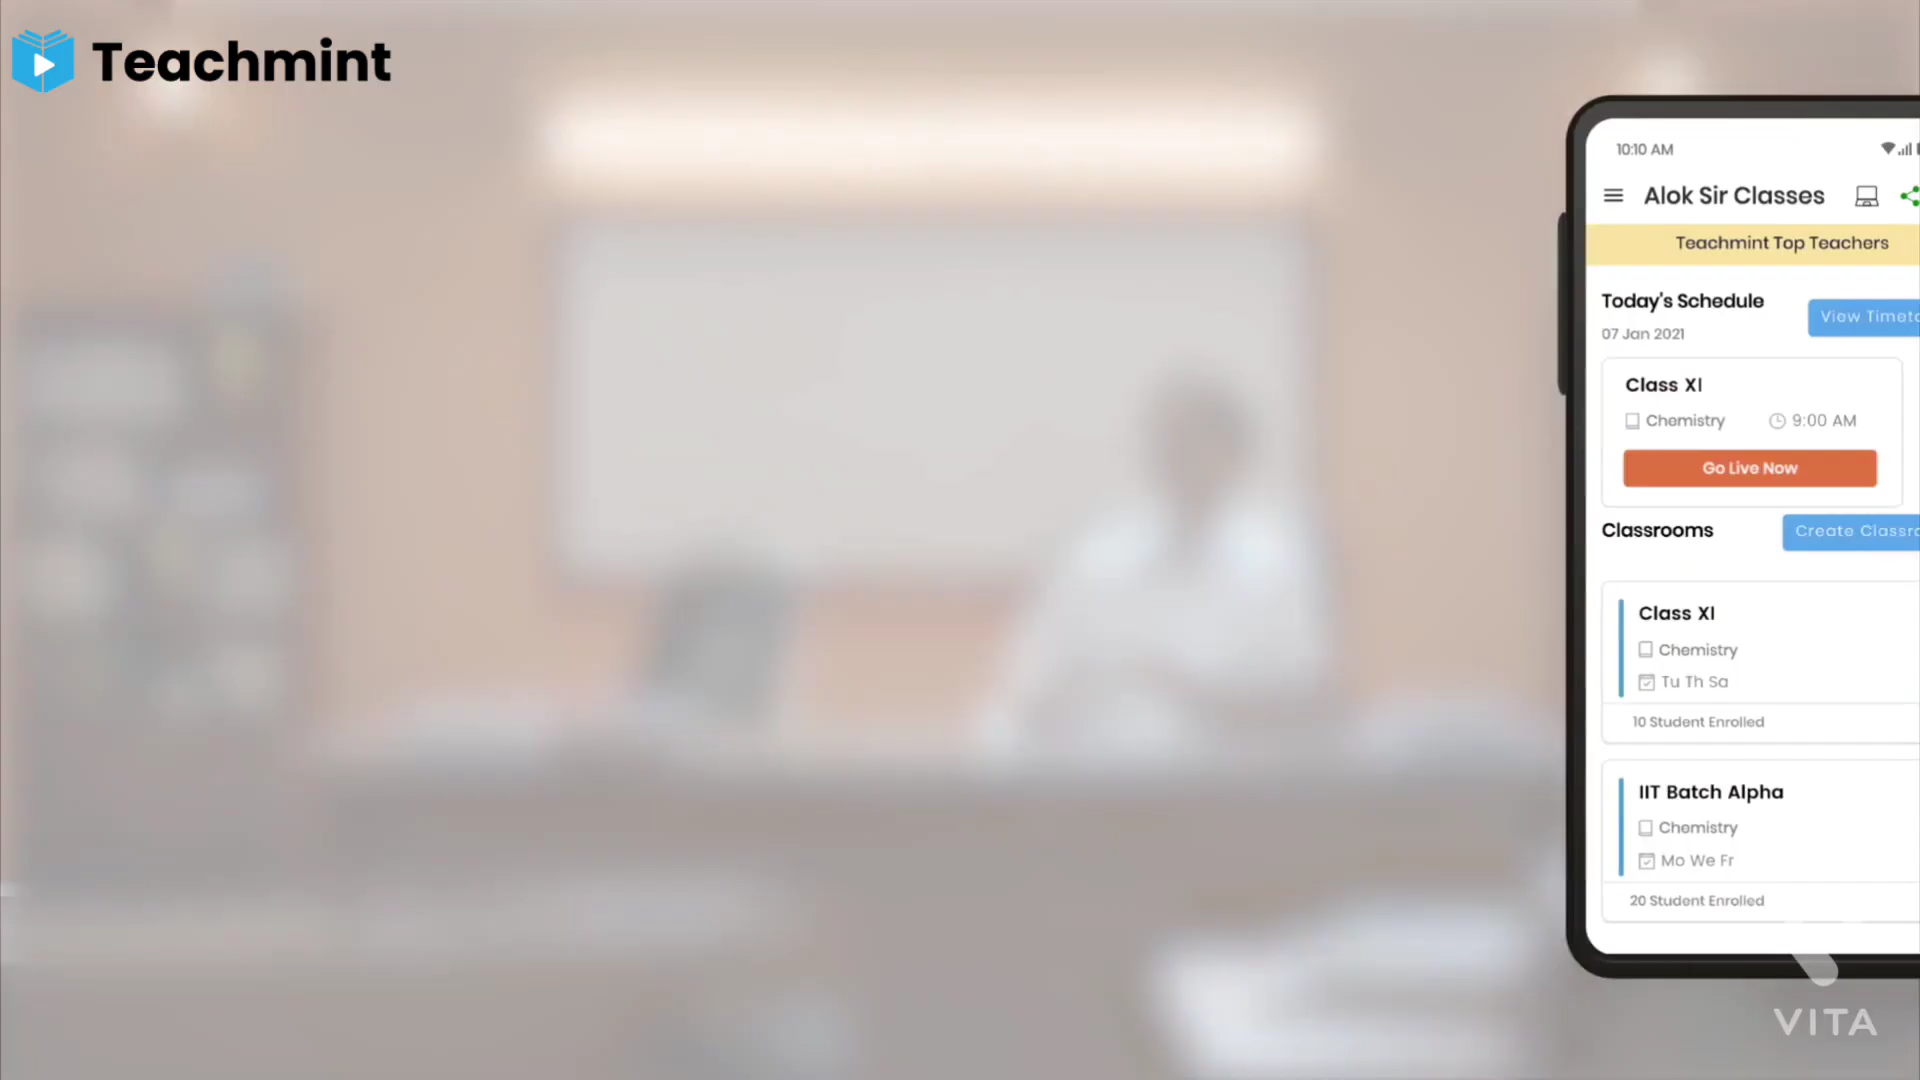 Teachmint
10:10 AM
Alok Sir Classes
Teachmint Top Teachers
Today's Schedule
View
07 Jan 2021
Class XI
Chemistry
9:00 AM
Go Live Now
Classrooms
Create
Class XI
Chemistry
Tu Th Sa
10 Student Enrolled
IIT Batch Alpha
Chemistry
Mo We Fr
20 Student Enrolled
VITA